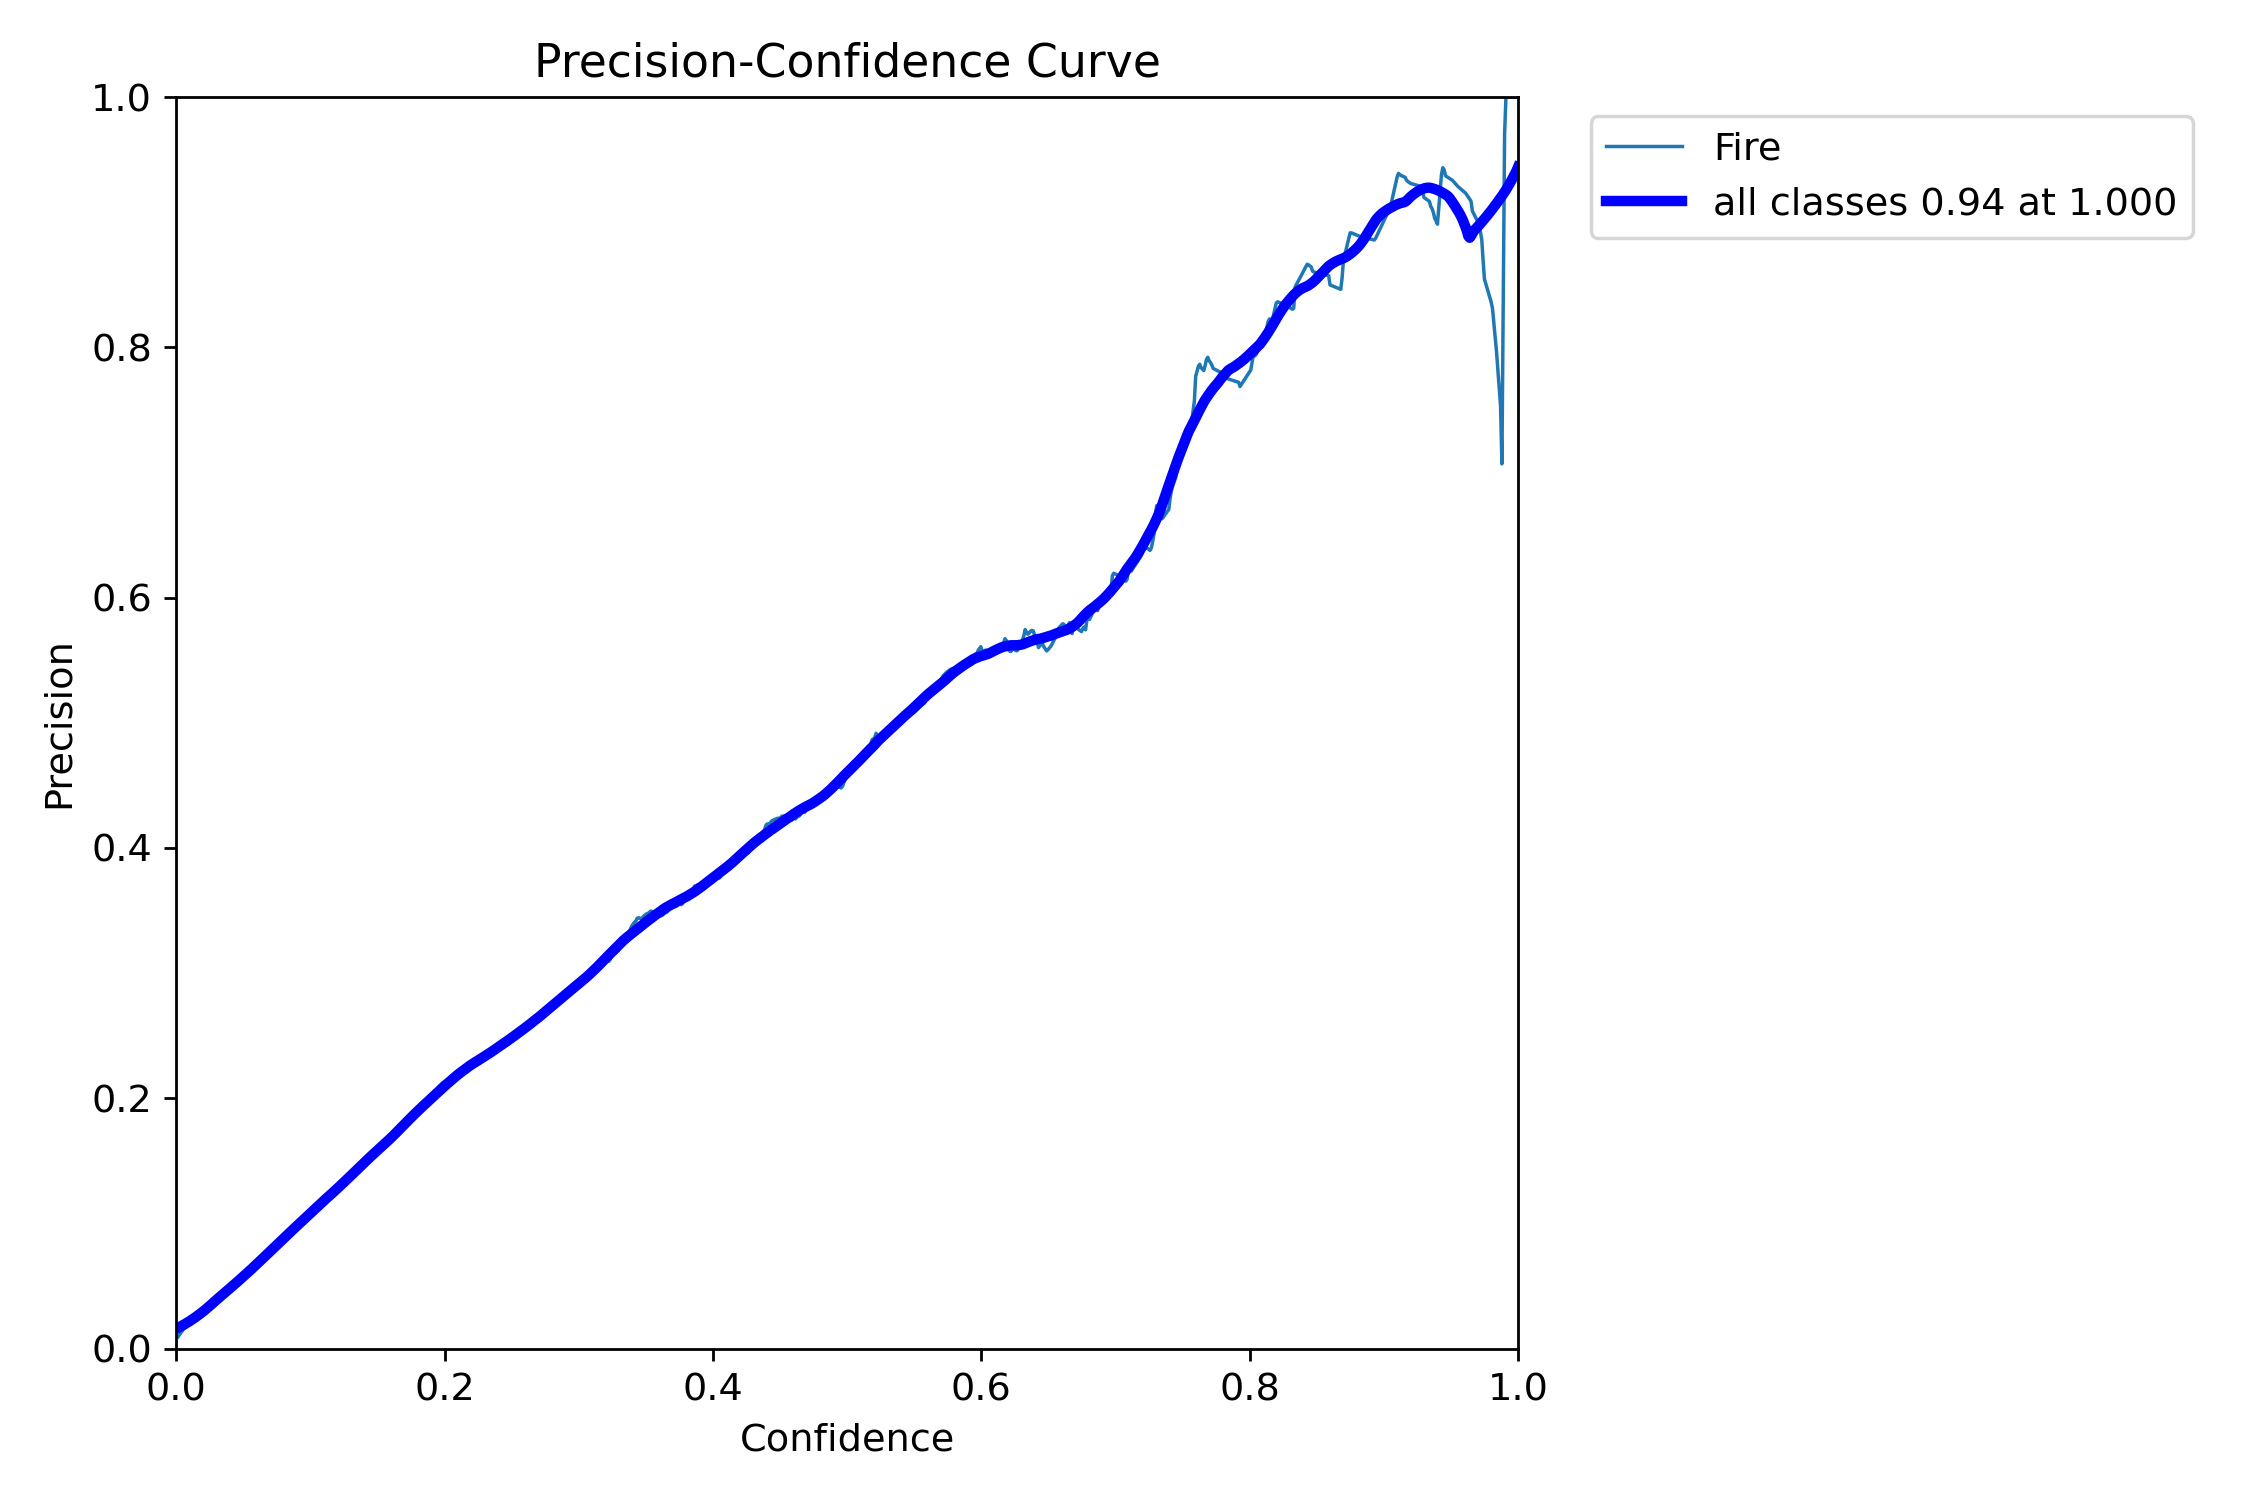 Precision-Confidence Curve
1.0
0.8
0.6
0.4
0.2
0.0
Precision
0.0 0.2 0.4 0.6 0.8 1.0
Confidence
Fire
all classes 0.94 at 1.000